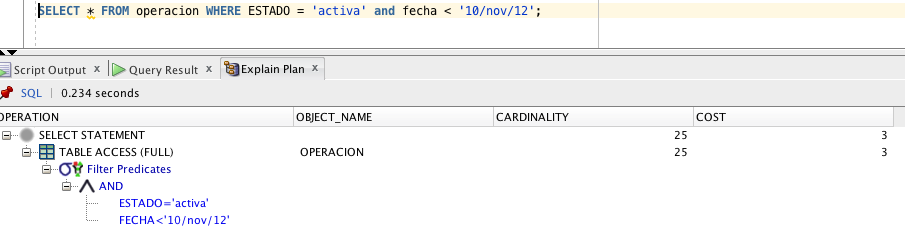 SELECT * FROM operacion WHERE ESTADO = 'activa' and fecha < '10/nov/12';
Script Output x Query Result x Explain Plan x
SQL | 0.234 seconds
OPERATION OBJECT_NAME CARDINALITY COST
SELECT STATEMENT 25 3
TABLE ACCESS (FULL) OPERACION 25 3
Filter Predicates
AND
ESTADO='activa'
FECHA<'10/nov/12'